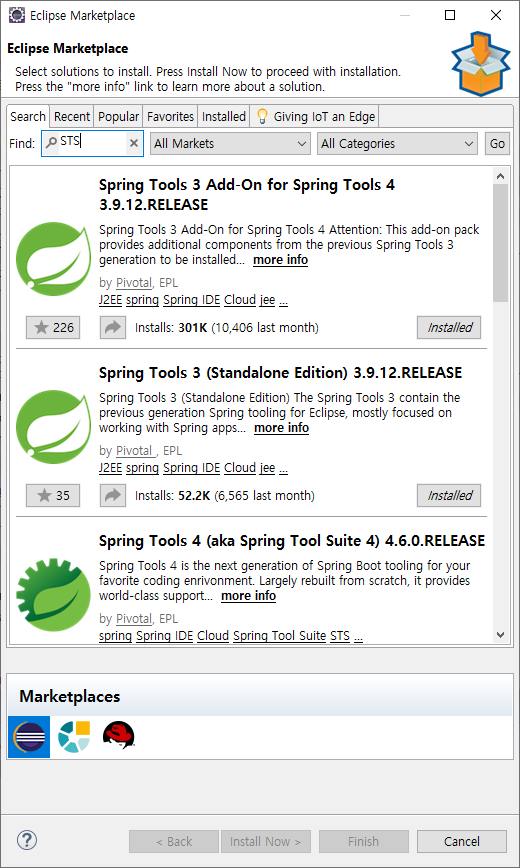 Eclipse Marketplace
Eclipse Marketplace
Select solutions to install. Press Install Now to proceed with installation.
Press the "more info" link to learn more about a solution.
Search Recent Popular Favorites Installed Giving IoT an Edge
Find: STS All Markets All Categories Go
Spring Tools 3 Add-On for Spring Tools 4
3.9.12.RELEASE
Spring Tools 3 Add-On for Spring Tools 4 Attention: This add-on pack
provides additional components from the previous Spring Tools 3
generation to be installed... more info
by Pivotal, EPL
J2EE spring Spring IDE Cloud jee ...
226 Installs: 301K (10,406 last month) Installed
Spring Tools 3 (Standalone Edition) 3.9.12.RELEASE
Spring Tools 3 (Standalone Edition) The Spring Tools 3 contain the
previous generation Spring tooling for Eclipse, mostly focused on
working with Spring apps... more info
by Pivotal , EPL
J2EE spring Spring IDE Cloud jee ...
35 Installs: 52.2K (6,565 last month) Installed
Spring Tools 4 (aka Spring Tool Suite 4) 4.6.0.RELEASE
Spring Tools 4 is the next generation of Spring Boot tooling for your
favorite coding enrivonment. Largely rebuilt from scratch, it provides
world-class support... more info
by Pivotal, EPL
spring Spring IDE Cloud Spring Tool Suite STS ...
Marketplaces
? < Back Install Now > Finish Cancel